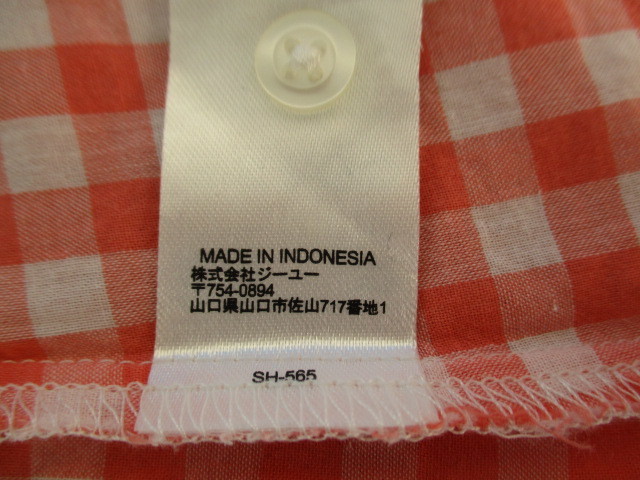 MADE IN INDONESIA
株式会社ジーユー
〒754-0894
山口県山口市佐山717番地1
SH-565